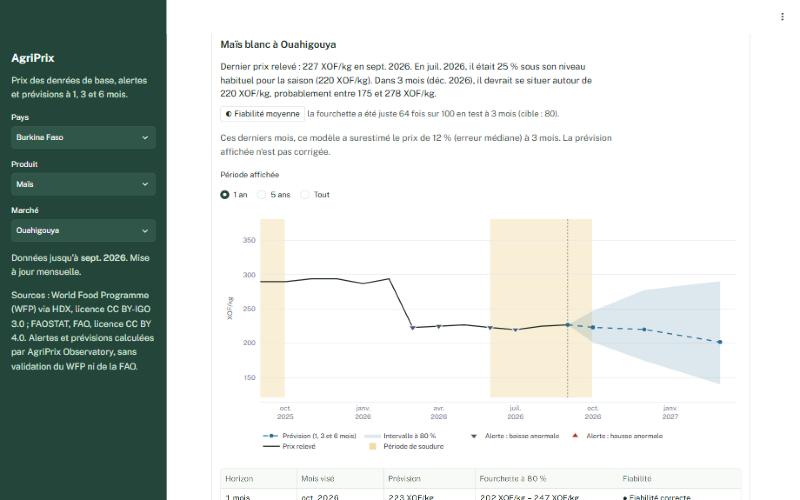 AgriPrix
Prix des denrées de base, alertes
et prévisions à 1, 3 et 6 mois.
Pays
Burkina Faso
Produit
Maïs
Marché
Ouahigouya
Données jusqu'à sept. 2026. Mise
à jour mensuelle.
Sources : World Food Programme
(WFP) via HDX, licence CC BY-IGO
3.0 ; FAOSTAT, FAO, licence CC BY
4.0. Alertes et prévisions calculées
par AgriPrix Observatory, sans
validation du WFP ni de la FAO.
Maïs blanc à Ouahigouya
Dernier prix relevé : 227 XOF/kg en sept. 2026. En juil. 2026, il était 25 % sous son niveau
habituel pour la saison (220 XOF/kg). Dans 3 mois (déc. 2026), il devrait se situer autour de
220 XOF/kg, probablement entre 175 et 278 XOF/kg.
Fiabilité moyenne la fourchette a été juste 64 fois sur 100 en test à 3 mois (cible : 80).
Ces derniers mois, ce modèle a surestimé le prix de 12 % (erreur médiane) à 3 mois. La prévision
affichée n'est pas corrigée.
Période affichée
1 an 5 ans Tout
XOF/kg
350
300
250
200
150
oct. janv. avr. juil. oct. janv.
2025 2026 2026 2026 2026 2027
Prévision (1, 3 et 6 mois) Intervalle à 80 % Alerte : baisse anormale Alerte : hausse anormale
Prix relevé Période de soudure
Horizon Mois visé Prévision Fourchette à 80 % Fiabilité
1 mois oct. 2026 223 XOF/kg 202 XOF/kg – 247 XOF/kg Fiabilité correcte